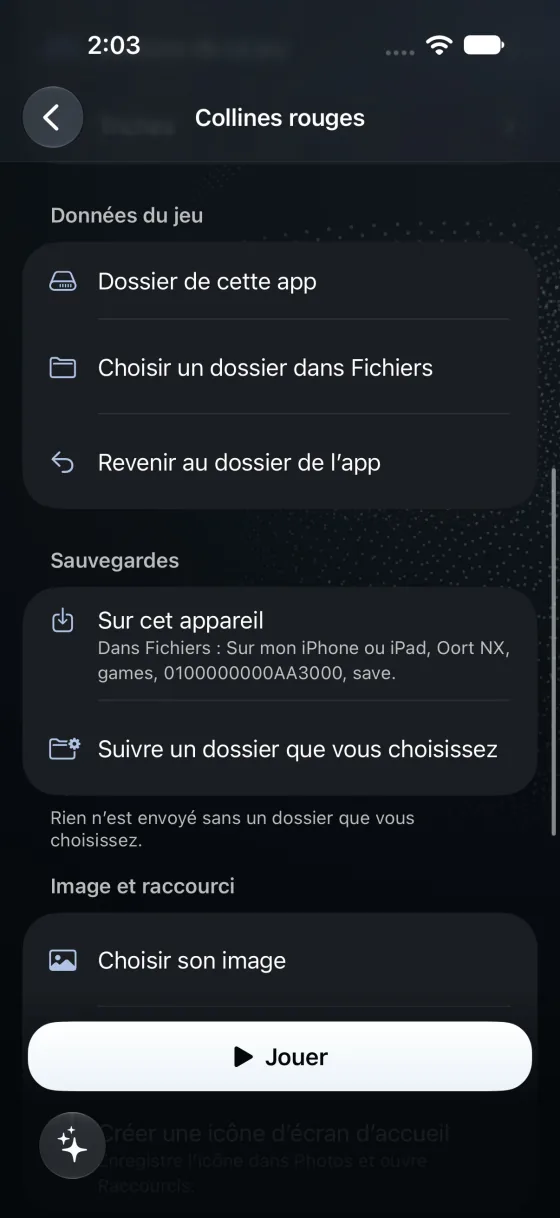 2:03
Collines rouges
Données du jeu
Dossier de cette app
Choisir un dossier dans Fichiers
Revenir au dossier de l’app
Sauvegardes
Sur cet appareil
Dans Fichiers : Sur mon iPhone ou iPad, Oort NX,
games, 0100000000AA3000, save.
Suivre un dossier que vous choisissez
Rien n’est envoyé sans un dossier que vous
choisissez.
Image et raccourci
Choisir son image
Jouer
Créer une icône d’écran d’accueil
Enregistre l’icône dans Photos et ouvre
Raccourcis.